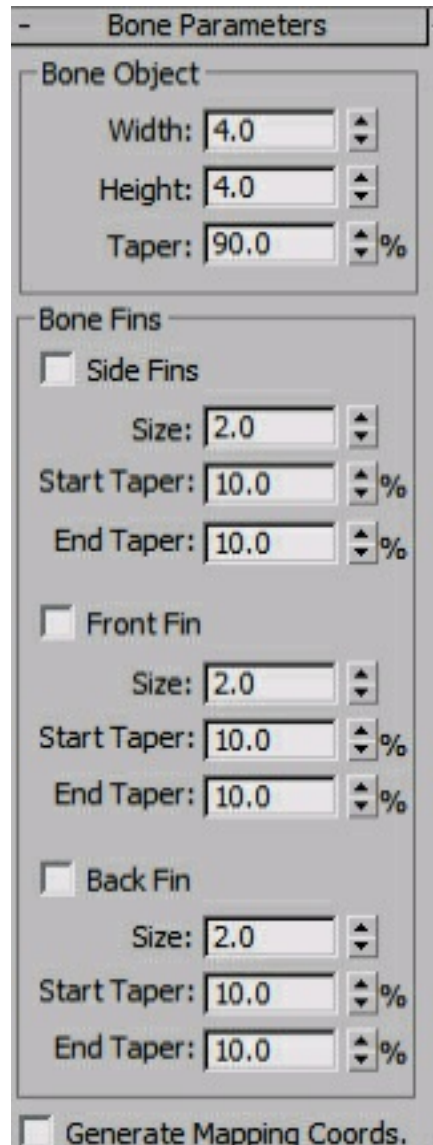 - Bone Parameters
Bone Object
Width: 4.0
Height: 4.0
Taper: 90.0 %
Bone Fins
Side Fins
Size: 2.0
Start Taper: 10.0 %
End Taper: 10.0 %
Front Fin
Size: 2.0
Start Taper: 10.0 %
End Taper: 10.0 %
Back Fin
Size: 2.0
Start Taper: 10.0 %
End Taper: 10.0 %
Generate Mapping Coords.